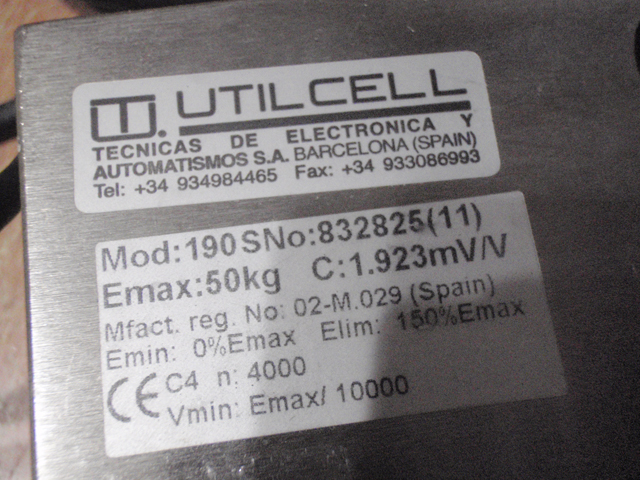 UTILCELL
TECNICAS DE ELECTRONICA Y
AUTOMATISMOS S.A. BARCELONA (SPAIN)
Tel: +34 934984465 Fax: +34 933086993
Mod:190 SNo:832825(11)
Emax:50kg C:1.923mV/V
Mfact. reg. No: 02-M.029 (Spain)
Emin: 0%Emax Elim: 150%Emax
CE C4 n: 4000
Vmin: Emax/ 10000